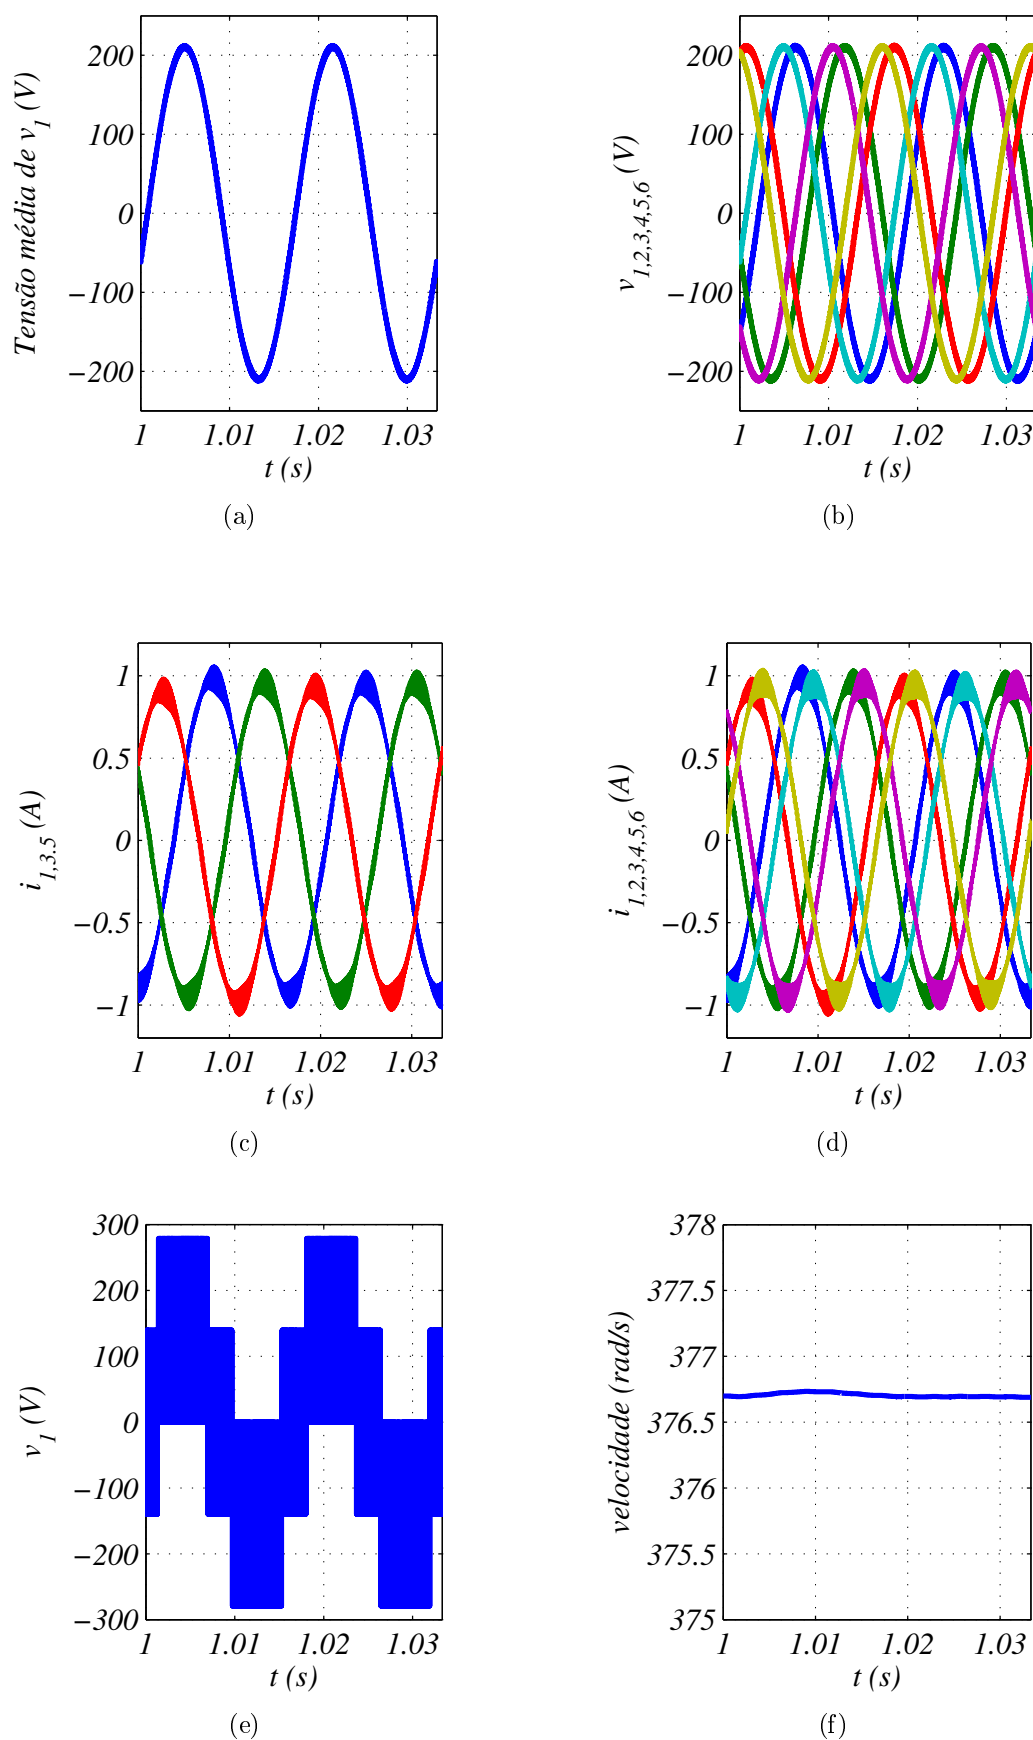 Tensão média de v1 (V)
200
100
0
−100
−200
1 1.01 1.02 1.03
t (s)
(a)
v1,2,3,4,5,6 (V)
200
100
0
−100
−200
1 1.01 1.02 1.03
t (s)
(b)
i1,3.5 (A)
1
0.5
0
−0.5
−1
1 1.01 1.02 1.03
t (s)
(c)
i1,2,3,4,5,6 (A)
1
0.5
0
−0.5
−1
1 1.01 1.02 1.03
t (s)
(d)
v1 (V)
300
200
100
0
−100
−200
−300
1 1.01 1.02 1.03
t (s)
(e)
velocidade (rad/s)
378
377.5
377
376.5
376
375.5
375
1 1.01 1.02 1.03
t (s)
(f)